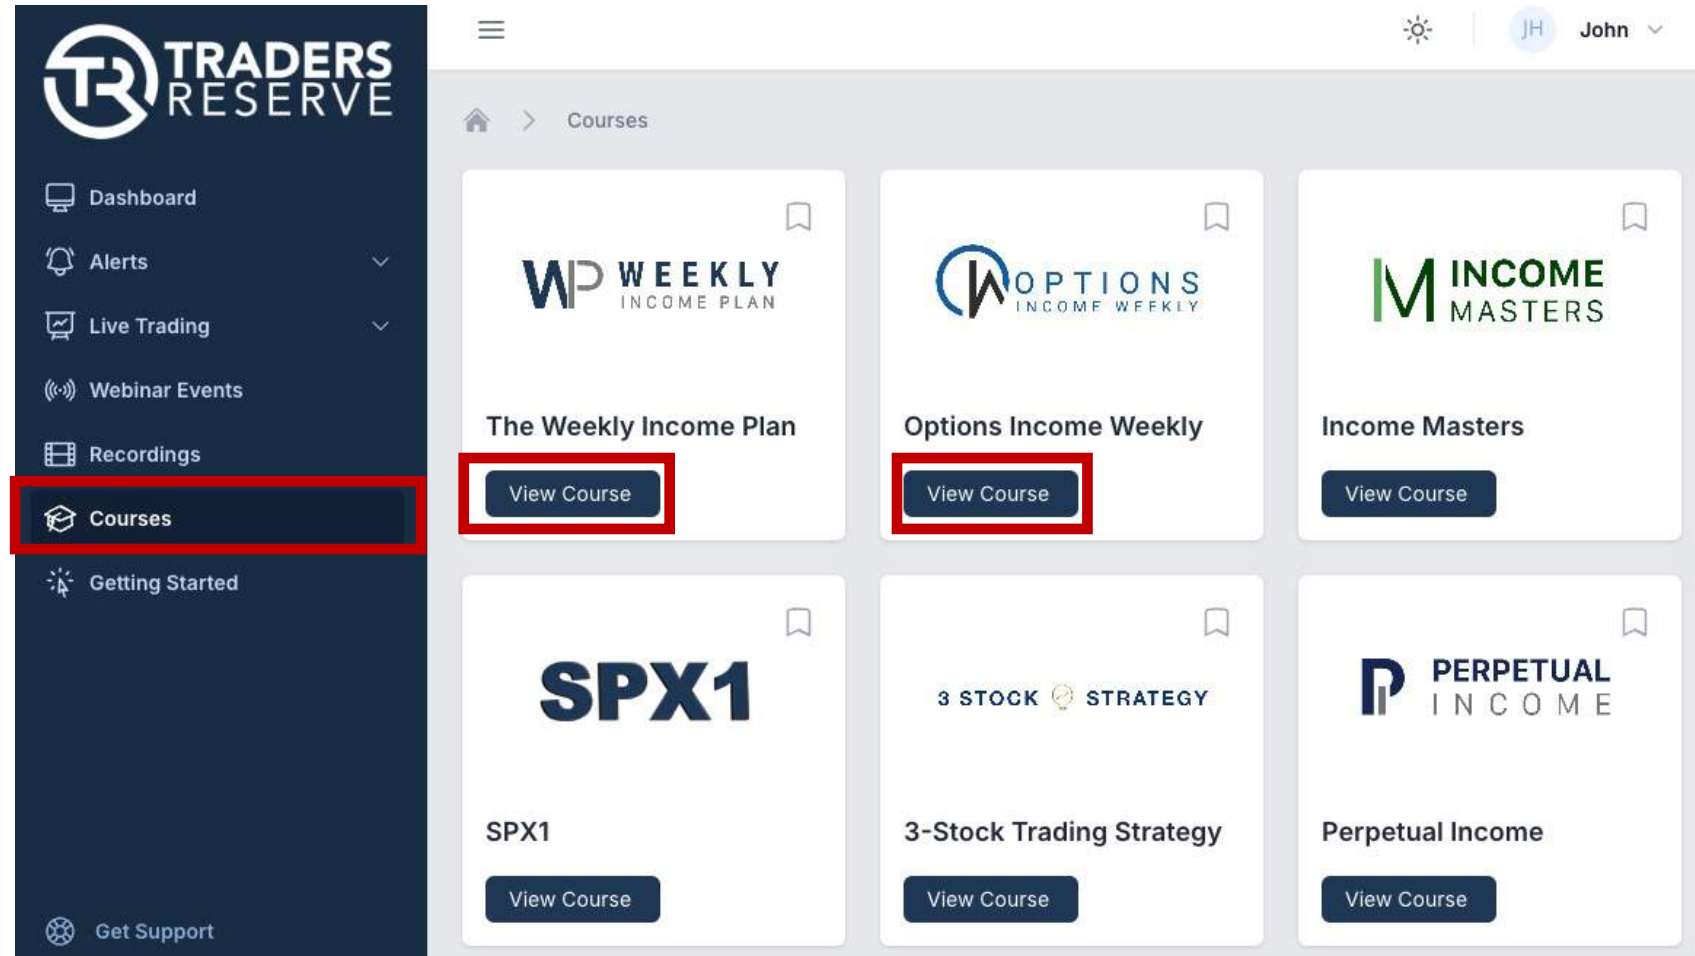 TRADERS
RESERVE
JH John
Courses
Dashboard
Alerts
Live Trading
Webinar Events
Recordings
Courses
Getting Started
Get Support
WP WEEKLY
INCOME PLAN
The Weekly Income Plan
View Course
OPTIONS
INCOME WEEKLY
Options Income Weekly
View Course
IM INCOME
MASTERS
Income Masters
View Course
SPX1
SPX1
View Course
3 STOCK STRATEGY
3-Stock Trading Strategy
View Course
PERPETUAL
INCOME
Perpetual Income
View Course